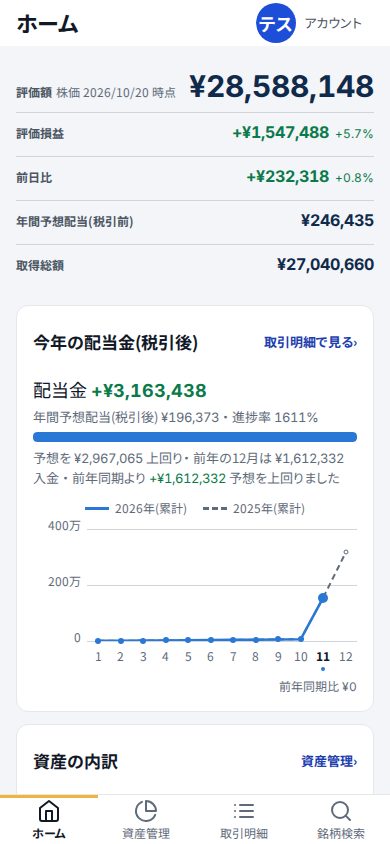 ホーム
テス アカウント
評価額 株価 2026/10/20 時点 ¥28,588,148
評価損益 +¥1,547,488 +5.7%
前日比 +¥232,318 +0.8%
年間予想配当(税引前) ¥246,435
取得総額 ¥27,040,660
今年の配当金(税引後) 取引明細で見る›
配当金 +¥3,163,438
年間予想配当(税引後) ¥196,373・進捗率 1611%
予想を ¥2,967,065 上回り・前年の12月は ¥1,612,332
入金・前年同期より +¥1,612,332 予想を上回りました
2026年(累計) 2025年(累計)
400万
200万
0
1 2 3 4 5 6 7 8 9 10 11 12
前年同期比 ¥0
資産の内訳 資産管理›
ホーム 資産管理 取引明細 銘柄検索